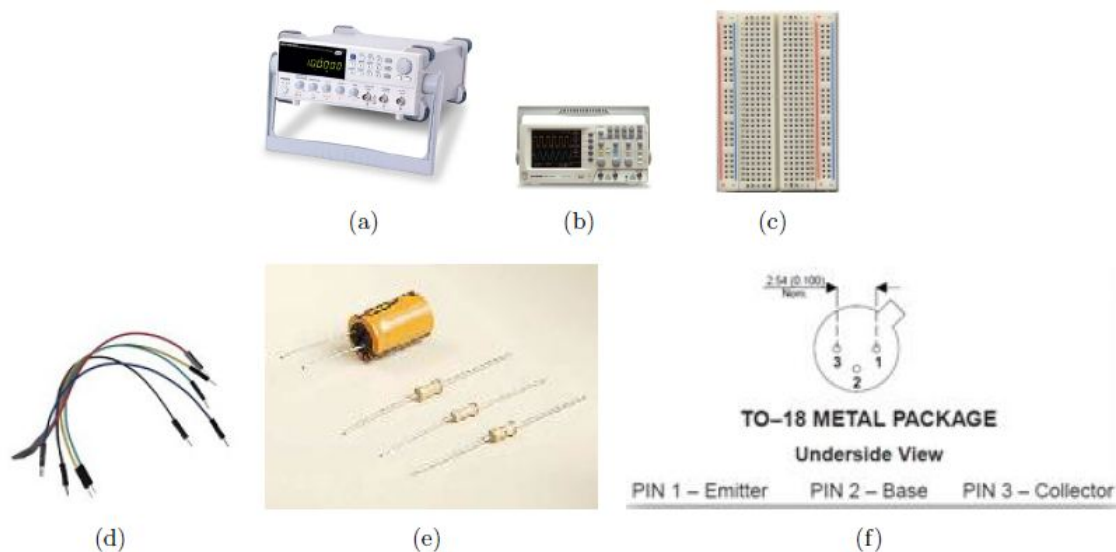 (a)
(b)
(c)
2.54 (0.100)
Nom.
3
1
2
TO–18 METAL PACKAGE
Underside View
PIN 1 – Emitter PIN 2 – Base PIN 3 – Collector
(d)
(e)
(f)